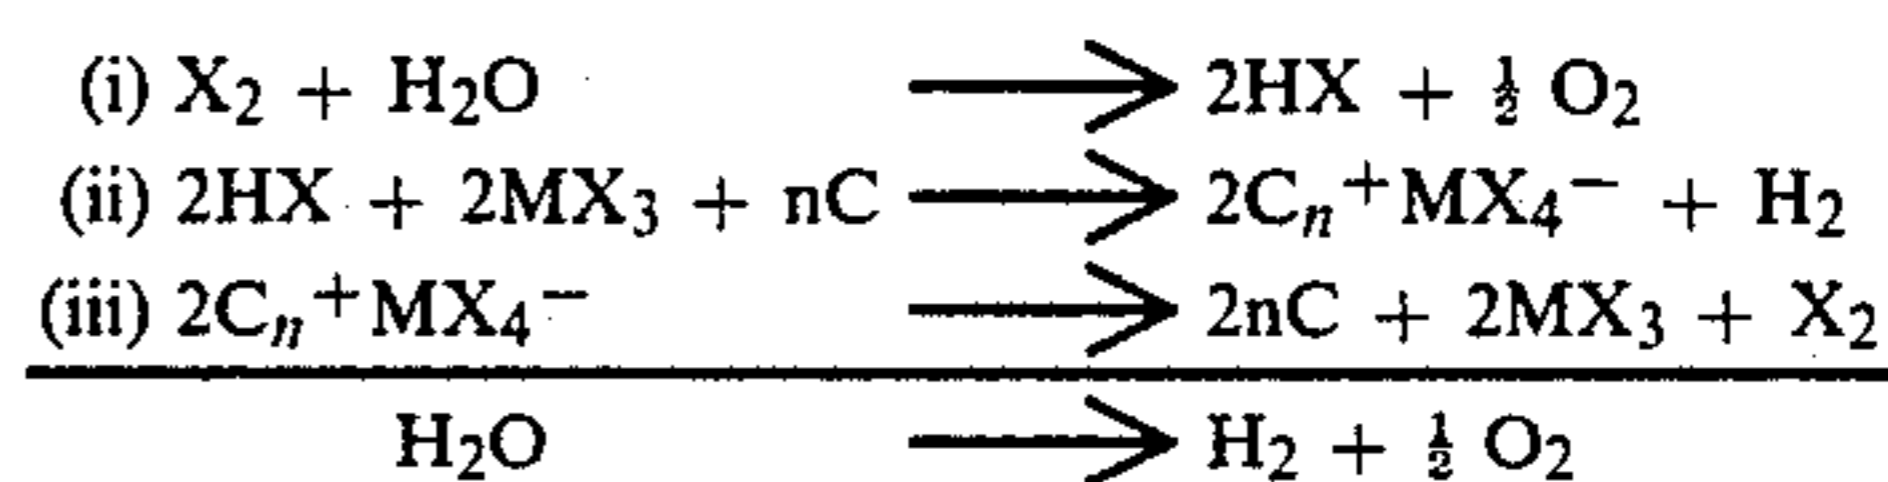 (i) X₂ + H₂O ⟶ 2HX + ½ O₂
(ii) 2HX + 2MX₃ + nC ⟶ 2Cₙ⁺MX₄⁻ + H₂
(iii) 2Cₙ⁺MX₄⁻ ⟶ 2nC + 2MX₃ + X₂
H₂O ⟶ H₂ + ½ O₂